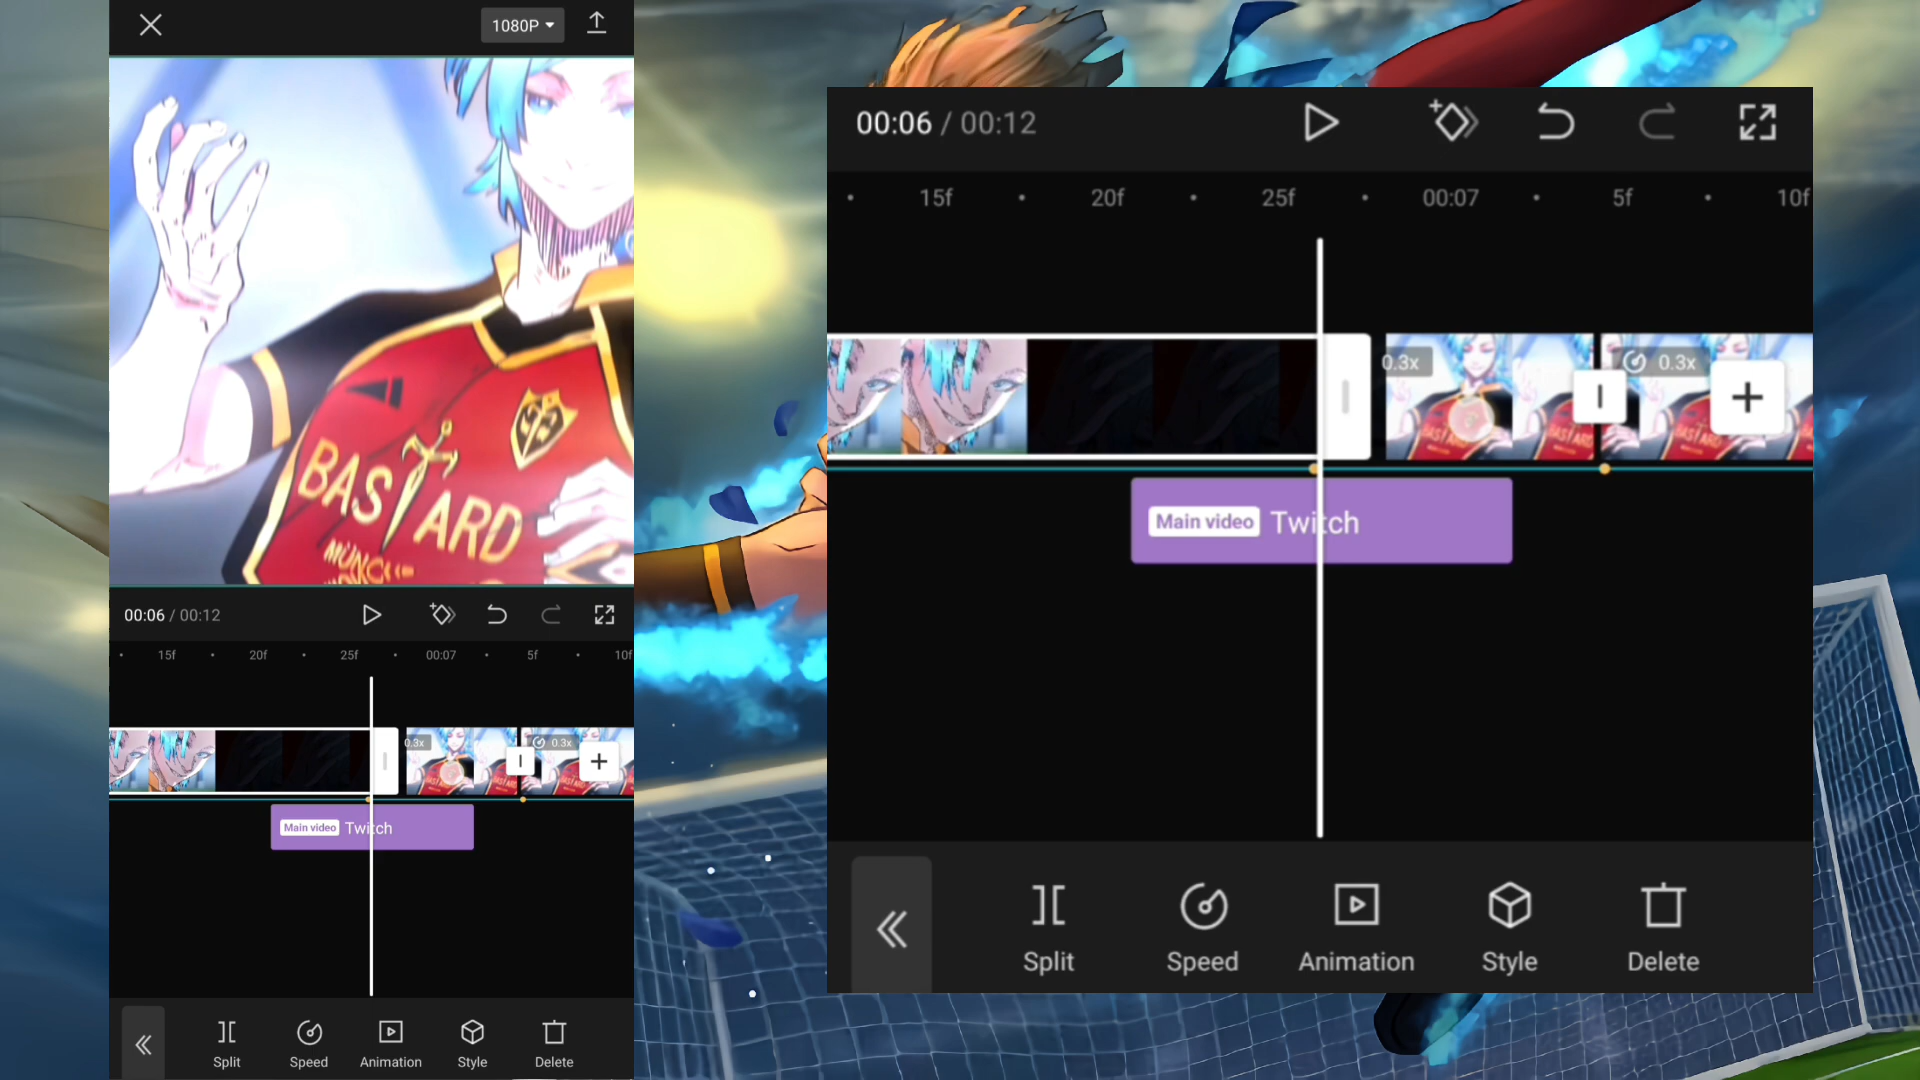 1080P
BASTARD
MÜNCHEN
00:06 / 00:12
15f 20f 25f 00:07 5f 10f
0.3x 0.3x
Main video Twitch
Split Speed Animation Style Delete
00:06 / 00:12
15f 20f 25f 00:07 5f 10f
0.3x 0.3x
BASTARD
Main video Twitch
Split Speed Animation Style Delete